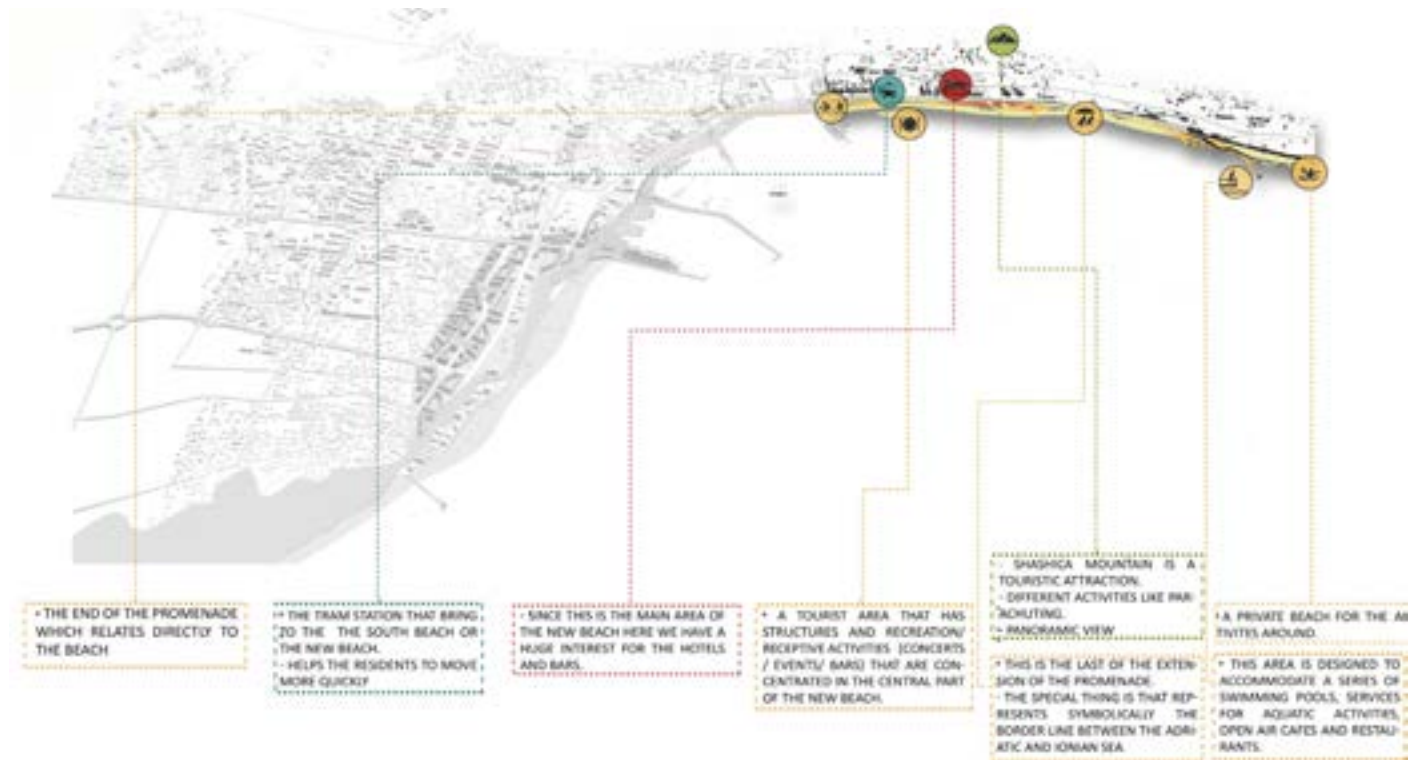 • THE END OF THE PROMENADE
WHICH RELATES DIRECTLY TO
THE BEACH
- THE TRAM STATION THAT BRING
TO THE THE SOUTH BEACH OR
THE NEW BEACH.
- HELPS THE RESIDENTS TO MOVE
MORE QUICKLY
- SINCE THIS IS THE MAIN AREA OF
THE NEW BEACH HERE WE HAVE A
HUGE INTEREST FOR THE HOTELS
AND BARS.
• A TOURIST AREA THAT HAS
STRUCTURES AND RECREATION/
RECEPTIVE ACTIVITIES (CONCERTS
/ EVENTS/ BARS) THAT ARE CON-
CENTRATED IN THE CENTRAL PART
OF THE NEW BEACH.
- SHASHICA MOUNTAIN IS A
TOURISTIC ATTRACTION.
- DIFFERENT ACTIVITIES LIKE PAR-
ACHUTING.
- PANORAMIC VIEW
• THIS IS THE LAST OF THE EXTEN-
SION OF THE PROMENADE.
- THE SPECIAL THING IS THAT REP-
RESENTS SYMBOLICALLY THE
BORDER LINE BETWEEN THE ADRI-
ATIC AND IONIAN SEA
• A PRIVATE BEACH FOR THE
TIVITES AROUND.
• THIS AREA IS DESIGNED TO
ACCOMMODATE A SERIES OF
SWIMMING POOLS, SERVICES
FOR AQUATIC ACTIVITIES,
OPEN AIR CAFES AND RESTAU-
RANTS.